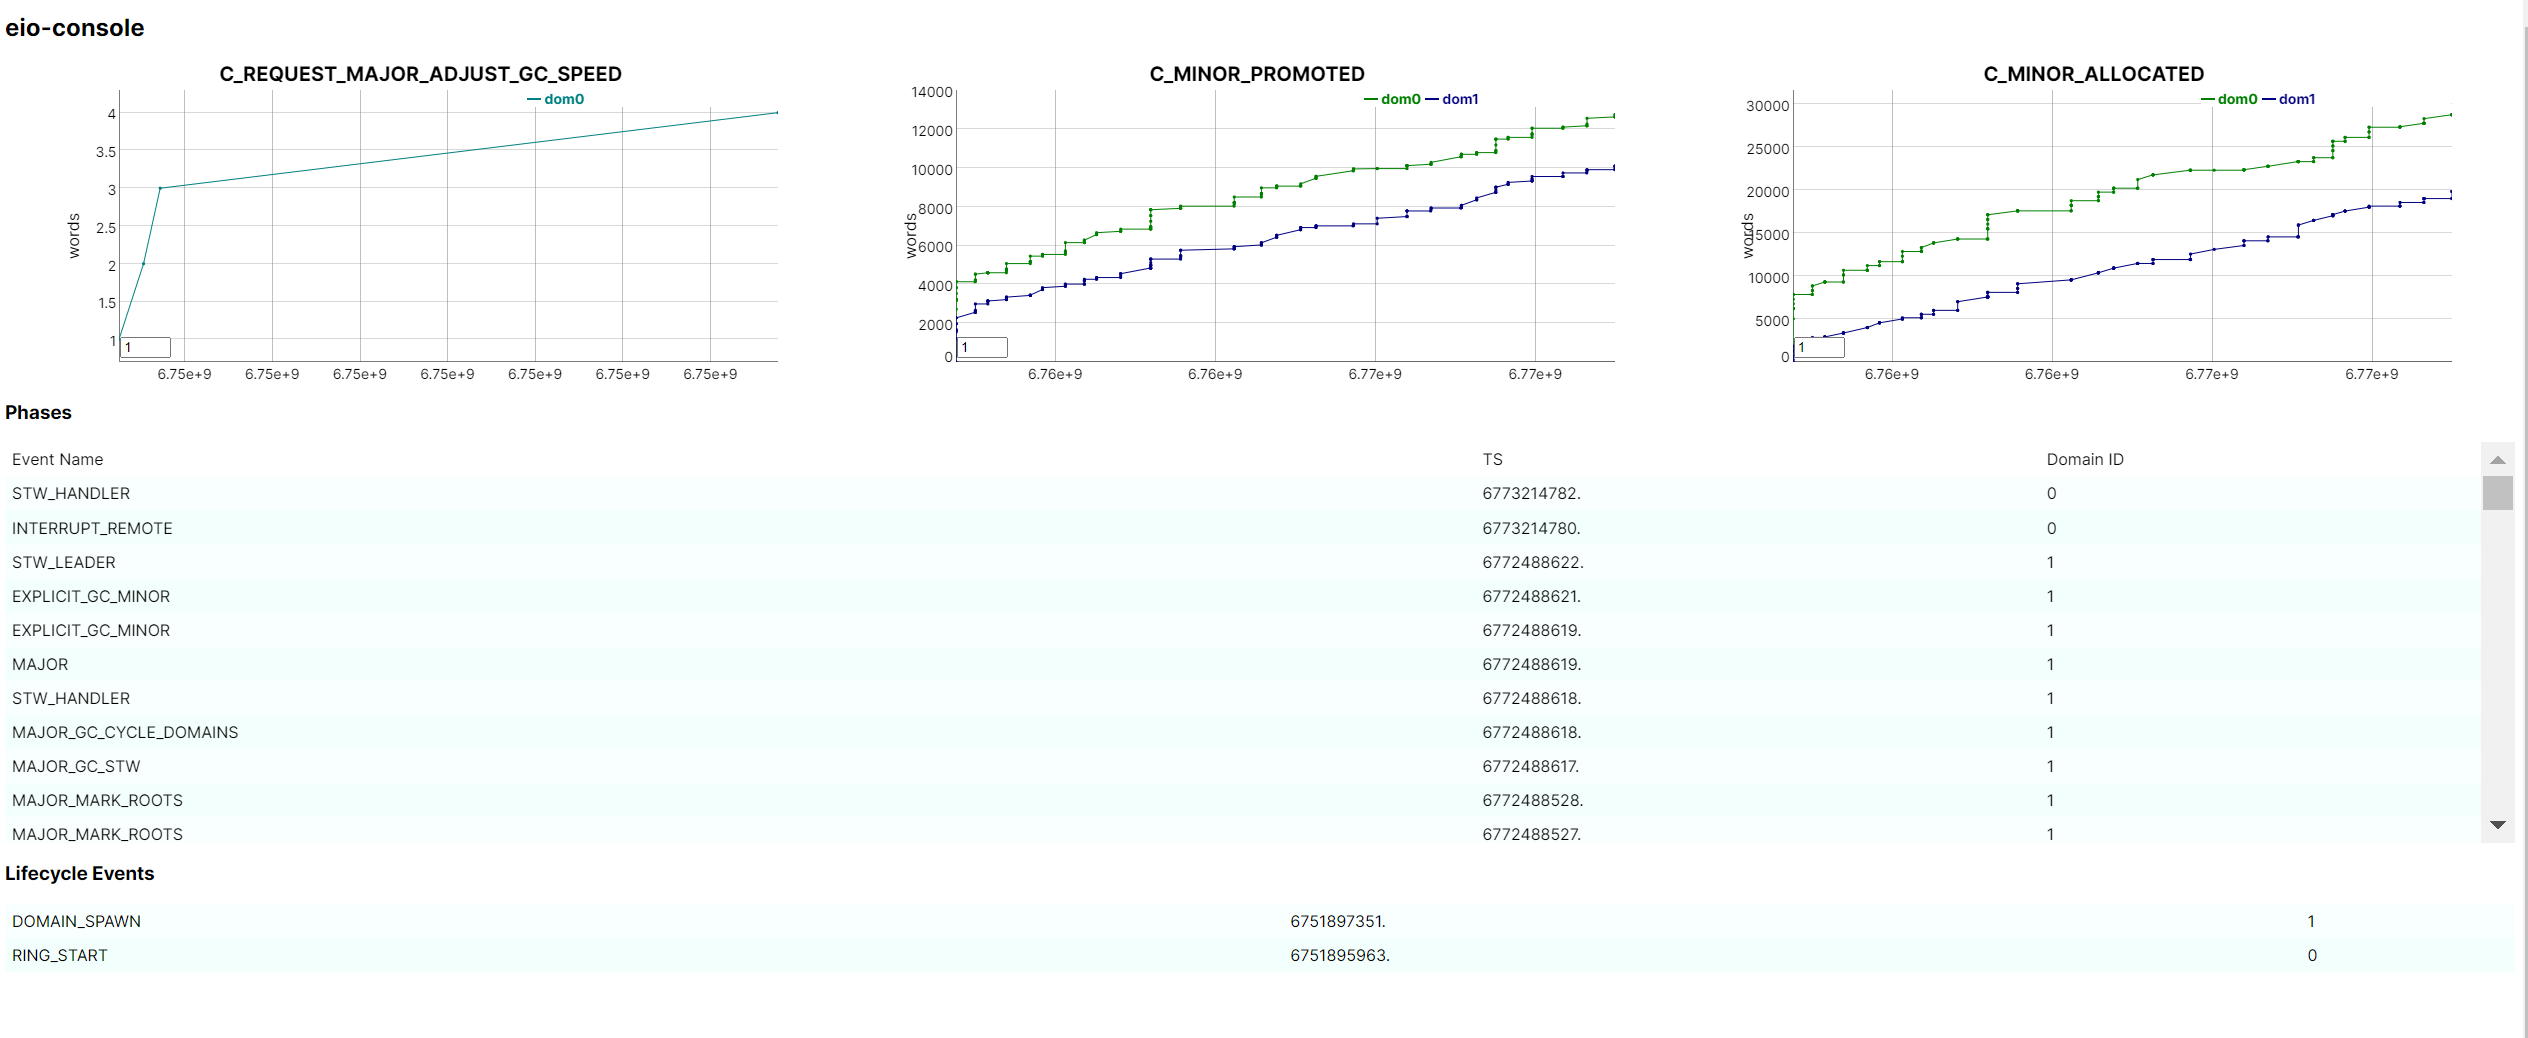 eio-console
C_REQUEST_MAJOR_ADJUST_GC_SPEED
dom0
4
3.5
3
2.5
2
1.5
1
words
1
6.75e+9 6.75e+9 6.75e+9 6.75e+9 6.75e+9 6.75e+9 6.75e+9
C_MINOR_PROMOTED
dom0 dom1
14000
12000
10000
8000
6000
4000
2000
0
words
1
6.76e+9 6.76e+9 6.77e+9 6.77e+9
C_MINOR_ALLOCATED
dom0 dom1
30000
25000
20000
15000
10000
5000
0
words
1
6.76e+9 6.76e+9 6.77e+9 6.77e+9
Phases
Event Name TS Domain ID
STW_HANDLER 6773214782. 0
INTERRUPT_REMOTE 6773214780. 0
STW_LEADER 6772488622. 1
EXPLICIT_GC_MINOR 6772488621. 1
EXPLICIT_GC_MINOR 6772488619. 1
MAJOR 6772488619. 1
STW_HANDLER 6772488618. 1
MAJOR_GC_CYCLE_DOMAINS 6772488618. 1
MAJOR_GC_STW 6772488617. 1
MAJOR_MARK_ROOTS 6772488528. 1
MAJOR_MARK_ROOTS 6772488527. 1
Lifecycle Events
DOMAIN_SPAWN 6751897351. 1
RING_START 6751895963. 0